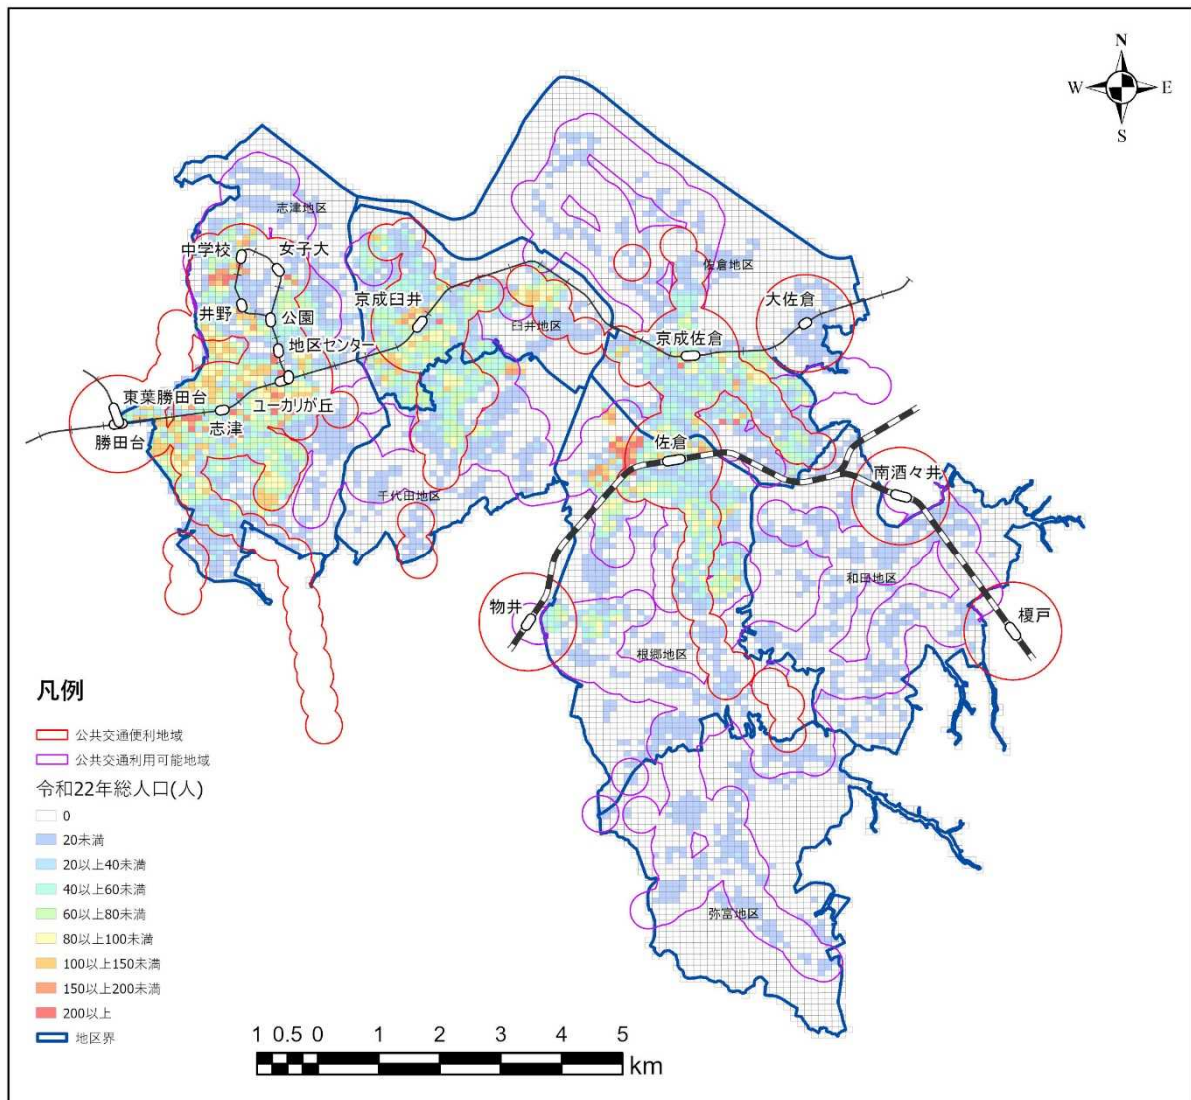 N
W
E
S
志津地区
中学校
女子大
佐倉地区
大佐倉
京成臼井
井野
公園
臼井地区
京成佐倉
地区センター
東葉勝田台
ユーカリが丘
勝田台
志津
佐倉
南酒々井
千代田地区
和田地区
物井
榎戸
根郷地区
弥富地区
凡例
公共交通便利地域
公共交通利用可能地域
令和22年総人口(人)
0
20未満
20以上40未満
40以上60未満
60以上80未満
80以上100未満
100以上150未満
150以上200未満
200以上
地区界
1 0.5 0 1 2 3 4 5
km